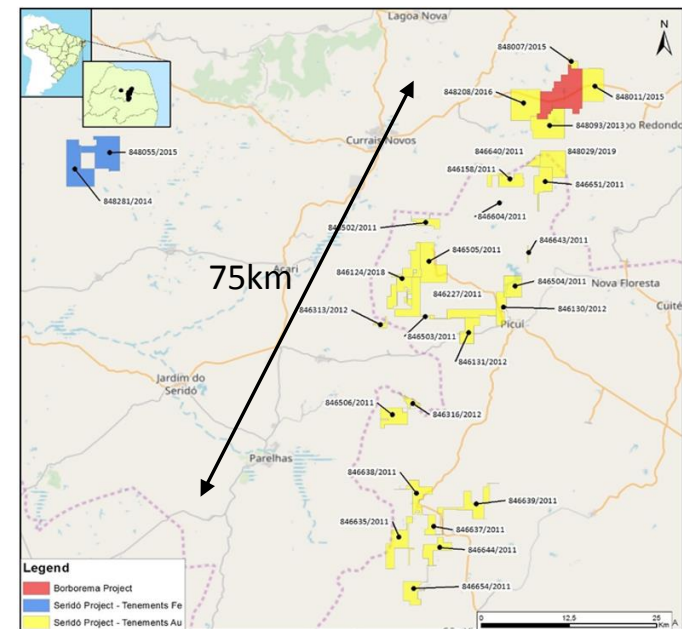 Lagoa Nova
N
848007/2015
848208/2016
848011/2015
848093/2013
o Redondo
Currais Novos
848055/2015
848281/2014
846640/2011
848029/2019
846158/2011
846651/2011
846604/2011
846502/2011
846643/2011
846505/2011
75km
846124/2018
846504/2011
Nova Floresta
846227/2011
Cuité
846130/2012
846313/2012
846503/2011
Picuí
846131/2012
Jardim do
Seridó
846506/2011
846316/2012
Parelhas
846638/2011
846639/2011
846635/2011
846637/2011
846644/2011
846654/2011
Legend
Borborema Project
Seridó Project - Tenements Fe
Seridó Project - Tenements Au
0
12,5
25
Km